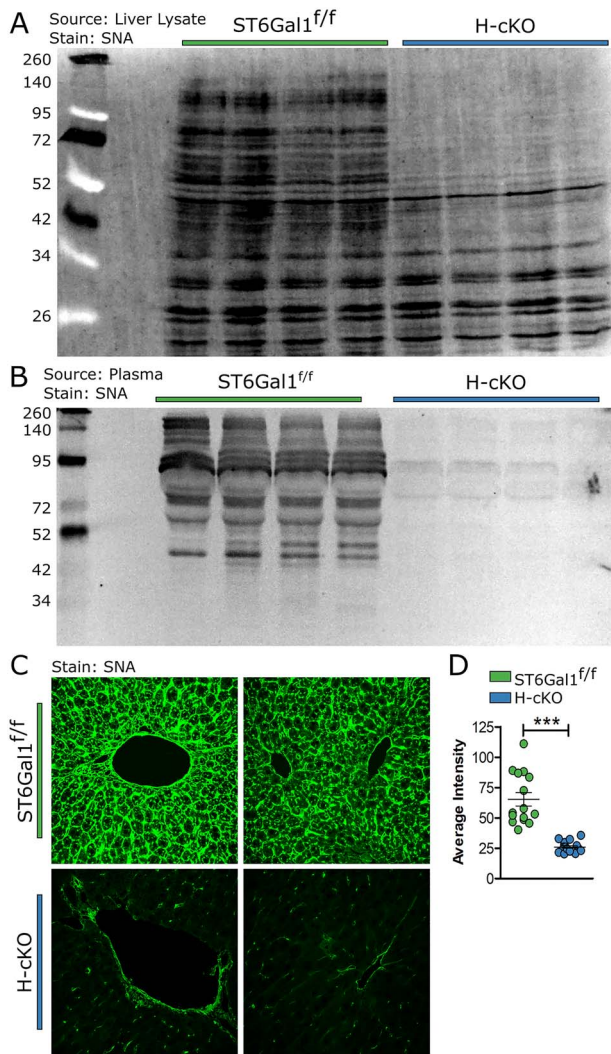 A
Source: Liver Lysate
Stain: SNA
ST6Gal1f/f
H-cKO
260
140
95
72
52
42
34
26
B
Source: Plasma
Stain: SNA
ST6Gal1f/f
H-cKO
260
140
95
72
52
42
34
C
Stain: SNA
ST6Gal1f/f
H-cKO
D
ST6Gal1f/f
H-cKO
***
Average Intensity
125
100
75
50
25
0